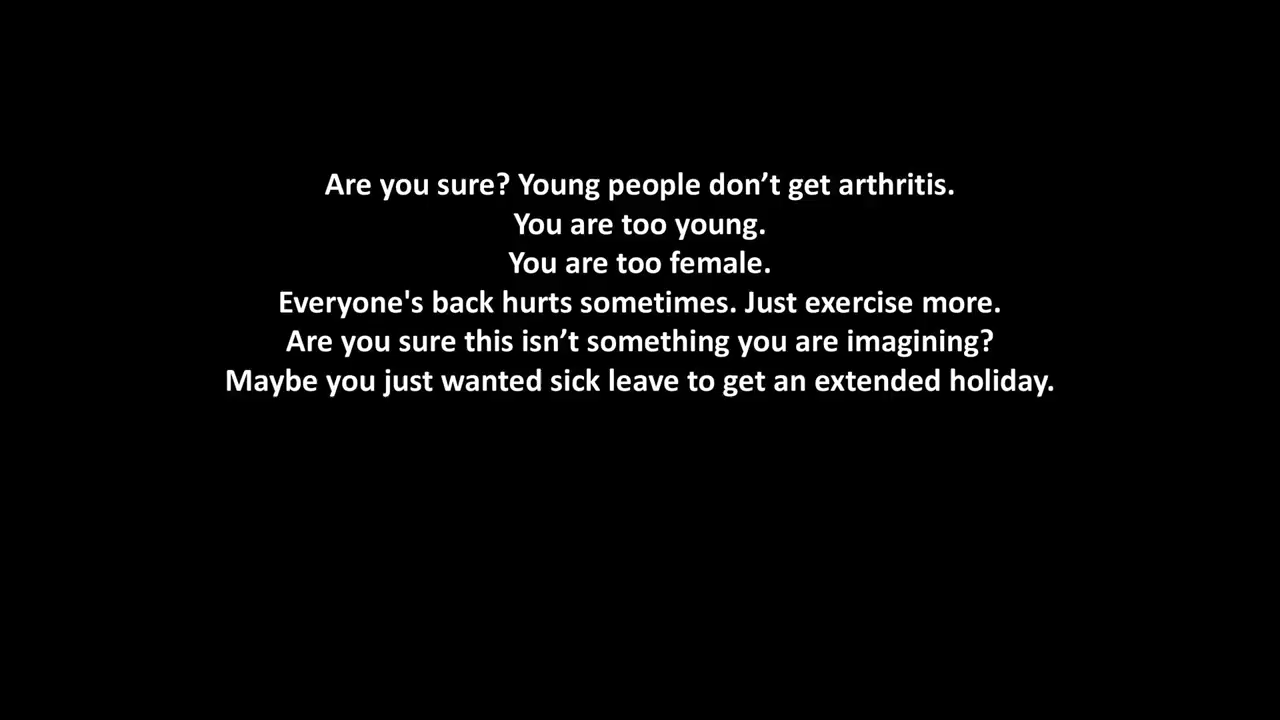 Are you sure? Young people don’t get arthritis.
You are too young.
You are too female.
Everyone's back hurts sometimes. Just exercise more.
Are you sure this isn’t something you are imagining?
Maybe you just wanted sick leave to get an extended holiday.